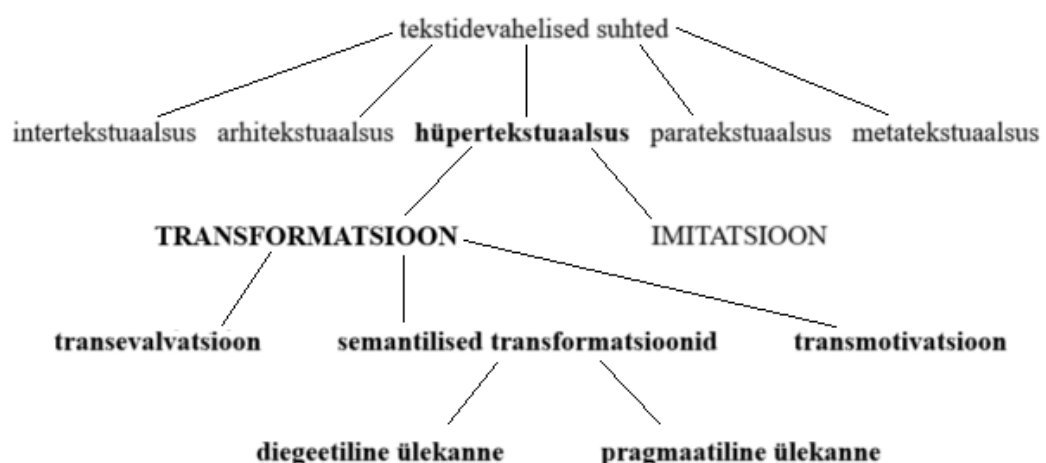 tekstidevahelised suhted
intertekstuaalsus arhitekstuaalsus hüpertekstuaalsus paratekstuaalsus metatekstuaalsus
TRANSFORMATSIOON IMITATSIOON
transevalvatsioon semantilised transformatsioonid transmotivatsioon
diegeetiline ülekanne pragmaatiline ülekanne